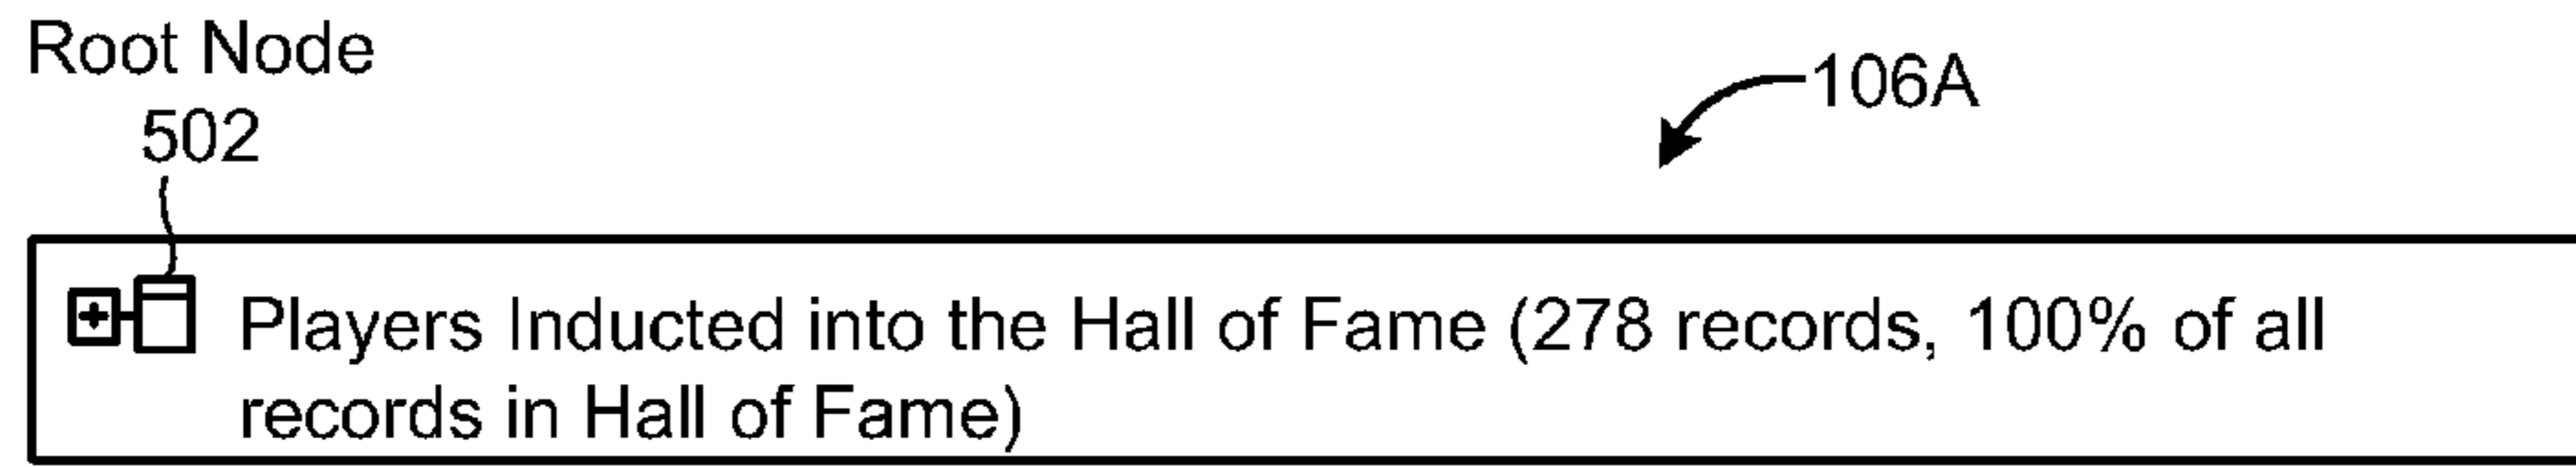 Root Node
502
106A
Players Inducted into the Hall of Fame (278 records, 100% of all
records in Hall of Fame)